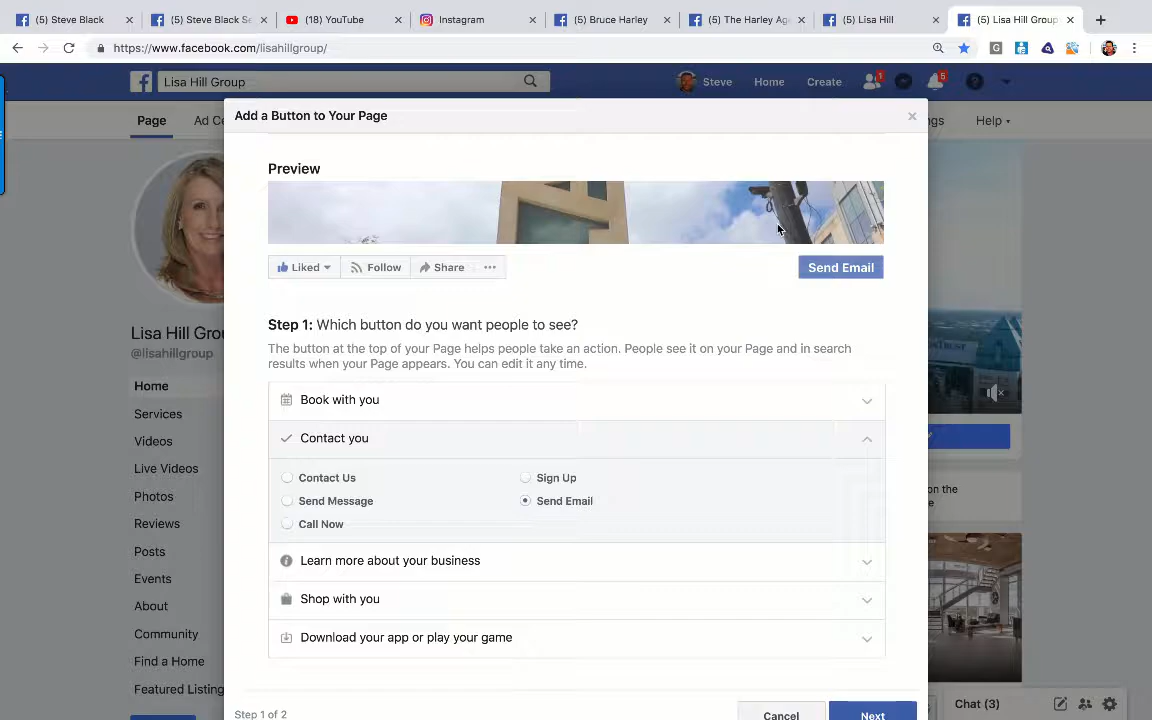 (5) Steve Black
(5) Steve Black Se
(18) YouTube
Instagram
(5) Bruce Harley
(5) The Harley Age
(5) Lisa Hill
(5) Lisa Hill Group
https://www.facebook.com/lisahillgroup/
Lisa Hill Group
Steve
Home
Create
1
5
Page
Ad Ce
ngs
Help
Add a Button to Your Page
Preview
Liked
Follow
Share
Send Email
Step 1: Which button do you want people to see?
The button at the top of your Page helps people take an action. People see it on your Page and in search
results when your Page appears. You can edit it any time.
Book with you
Contact you
Contact Us
Sign Up
Send Message
Send Email
Call Now
Learn more about your business
Shop with you
Download your app or play your game
Step 1 of 2
Cancel
Next
Lisa Hill Gro
@lisahillgroup
Home
Services
Videos
Live Videos
Photos
Reviews
Posts
Events
About
Community
Find a Home
Featured Listing
on the
Chat (3)